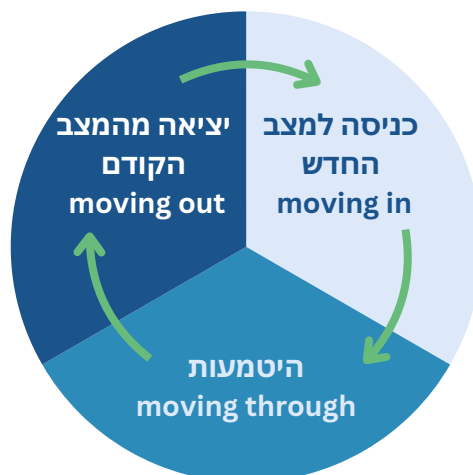 יציאה מהמצב
הקודם
moving out
כניסה למצב
החדש
moving in
היטמעות
moving through